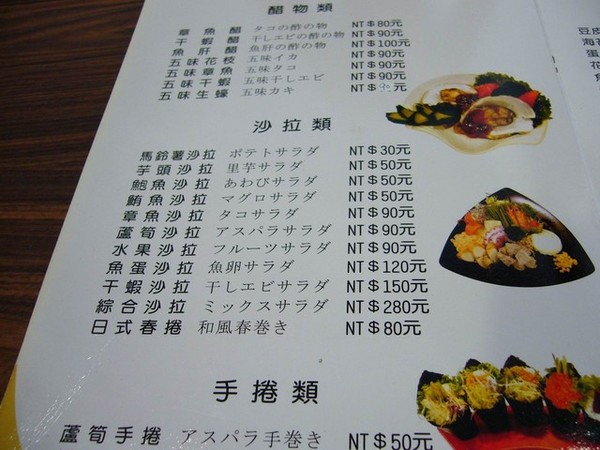 醋物類
章魚醋 タコの酢の物 NT$80元
干蝦醋 干しエビの酢の物 NT$90元
魚肝醋 魚肝の酢の物 NT$100元
五味花枝 五味イカ NT$90元
五味章魚 五味タコ NT$90元
五味干蝦 五味干しエビ NT$90元
五味生蠔 五味カキ NT$90元
沙拉類
馬鈴薯沙拉 ポテトサラダ NT$30元
芋頭沙拉 里芋サラダ NT$50元
鮑魚沙拉 あわびサラダ NT$50元
鮪魚沙拉 マグロサラダ NT$50元
章魚沙拉 タコサラダ NT$90元
蘆筍沙拉 アスパラサラダ NT$90元
水果沙拉 フルーツサラダ NT$90元
魚蛋沙拉 魚卵サラダ NT$120元
干蝦沙拉 干しエビサラダ NT$150元
綜合沙拉 ミックスサラダ NT$280元
日式春捲 和風春巻き NT$80元
手捲類
蘆筍手捲 アスパラ手巻き NT$50元
豆皮
海
蛋
花
魚